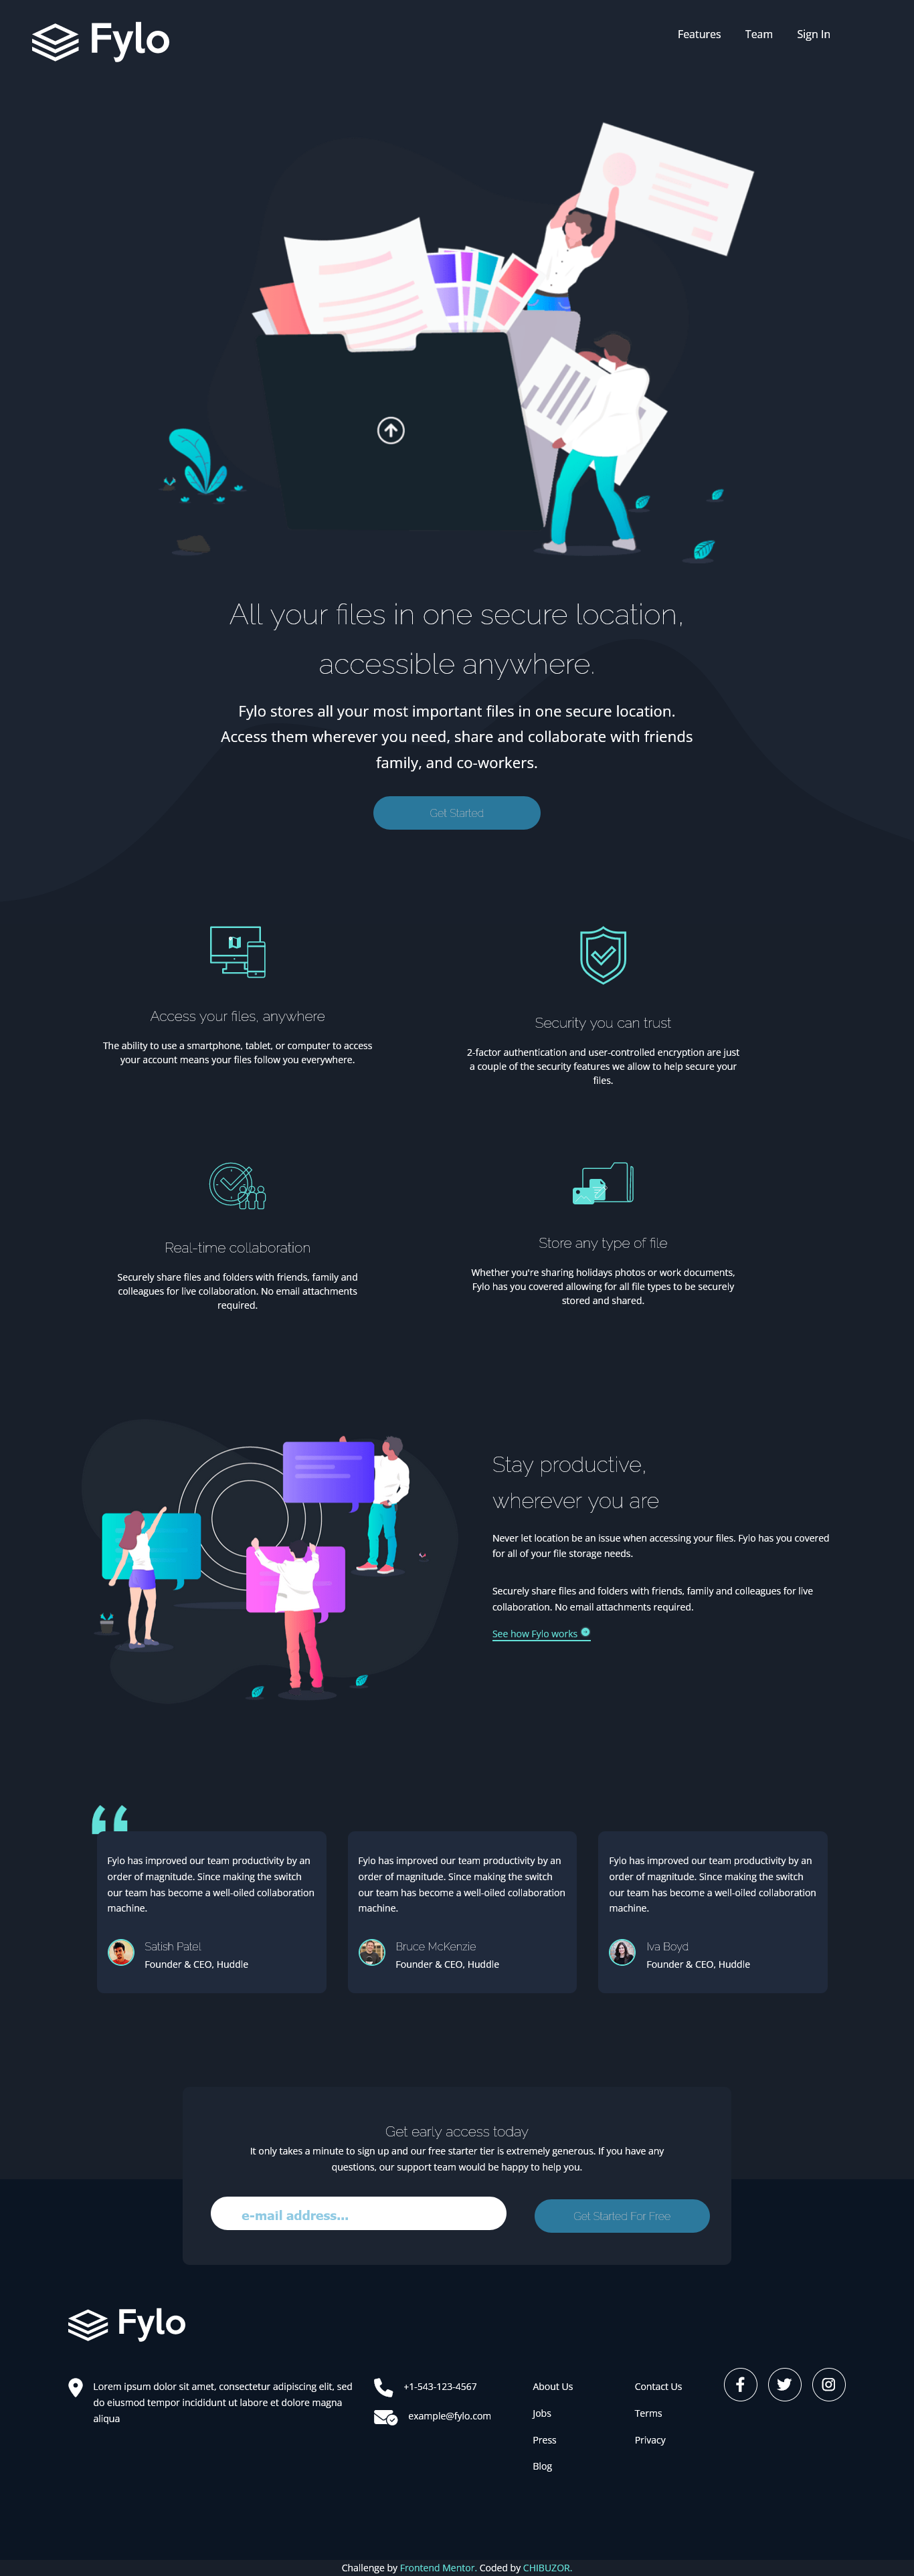 Fylo
Features Team Sign In
All your files in one secure location,
accessible anywhere.
Fylo stores all your most important files in one secure location.
Access them wherever you need, share and collaborate with friends
family, and co-workers.
Get Started
Access your files, anywhere
The ability to use a smartphone, tablet, or computer to access
your account means your files follow you everywhere.
Security you can trust
2-factor authentication and user-controlled encryption are just
a couple of the security features we allow to help secure your
files.
Real-time collaboration
Securely share files and folders with friends, family and
colleagues for live collaboration. No email attachments
required.
Store any type of file
Whether you're sharing holidays photos or work documents,
Fylo has you covered allowing for all file types to be securely
stored and shared.
Stay productive,
wherever you are
Never let location be an issue when accessing your files. Fylo has you covered
for all of your file storage needs.
Securely share files and folders with friends, family and colleagues for live
collaboration. No email attachments required.
See how Fylo works
“
Fylo has improved our team productivity by an
order of magnitude. Since making the switch
our team has become a well-oiled collaboration
machine.
Satish Patel
Founder & CEO, Huddle
Fylo has improved our team productivity by an
order of magnitude. Since making the switch
our team has become a well-oiled collaboration
machine.
Bruce McKenzie
Founder & CEO, Huddle
Fylo has improved our team productivity by an
order of magnitude. Since making the switch
our team has become a well-oiled collaboration
machine.
Iva Boyd
Founder & CEO, Huddle
Get early access today
It only takes a minute to sign up and our free starter tier is extremely generous. If you have any
questions, our support team would be happy to help you.
e-mail address...
Get Started For Free
Fylo
Lorem ipsum dolor sit amet, consectetur adipiscing elit, sed
do eiusmod tempor incididunt ut labore et dolore magna
aliqua
+1-543-123-4567
example@fylo.com
About Us
Jobs
Press
Blog
Contact Us
Terms
Privacy
Challenge by Frontend Mentor. Coded by CHIBUZOR.